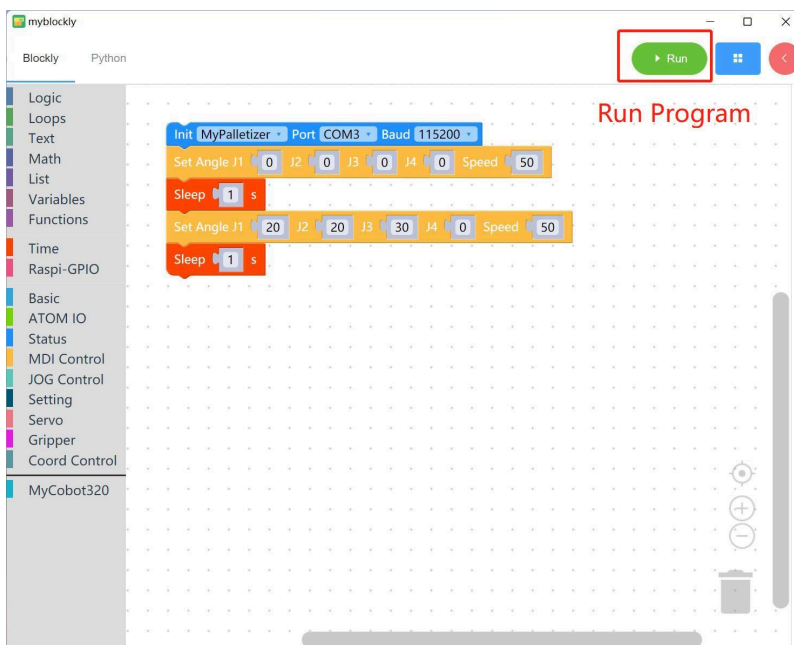 myblockly
Blockly Python
Run
Run Program
Logic
Loops
Text
Math
List
Variables
Functions
Time
Raspi-GPIO
Basic
ATOM IO
Status
MDI Control
JOG Control
Setting
Servo
Gripper
Coord Control
MyCobot320
Init MyPalletizer Port COM3 Baud 115200
Set Angle J1 0 J2 0 J3 0 J4 0 Speed 50
Sleep 1 s
Set Angle J1 20 J2 20 J3 30 J4 0 Speed 50
Sleep 1 s